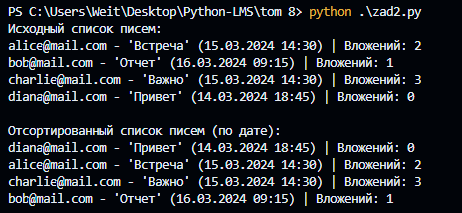 PS C:\Users\Weit\Desktop\Python-LMS\tom 8> python .\zad2.py
Исходный список писем:
alice@mail.com - 'Встреча' (15.03.2024 14:30) | Вложений: 2
bob@mail.com - 'Отчет' (16.03.2024 09:15) | Вложений: 1
charlie@mail.com - 'Важно' (15.03.2024 14:30) | Вложений: 3
diana@mail.com - 'Привет' (14.03.2024 18:45) | Вложений: 0
Отсортированный список писем (по дате):
diana@mail.com - 'Привет' (14.03.2024 18:45) | Вложений: 0
alice@mail.com - 'Встреча' (15.03.2024 14:30) | Вложений: 2
charlie@mail.com - 'Важно' (15.03.2024 14:30) | Вложений: 3
bob@mail.com - 'Отчет' (16.03.2024 09:15) | Вложений: 1